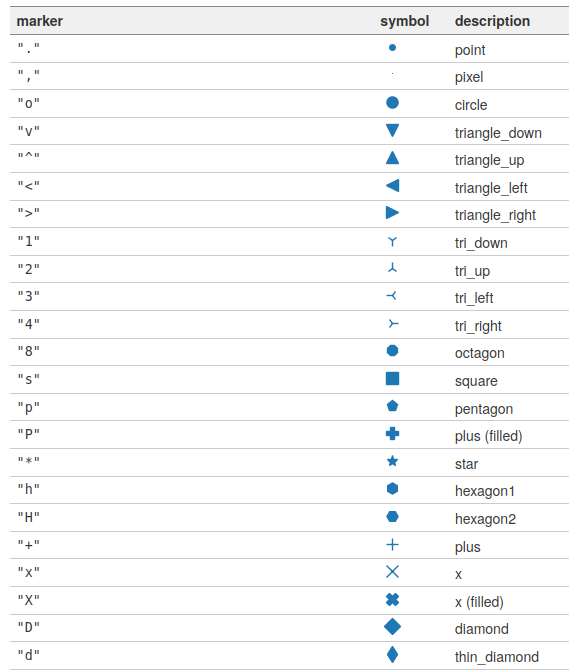 marker symbol description
"." point
"," pixel
"o" circle
"v" triangle_down
"^" triangle_up
"<" triangle_left
">" triangle_right
"1" tri_down
"2" tri_up
"3" tri_left
"4" tri_right
"8" octagon
"s" square
"p" pentagon
"P" plus (filled)
"*" star
"h" hexagon1
"H" hexagon2
"+" plus
"x" x
"X" x (filled)
"D" diamond
"d" thin_diamond